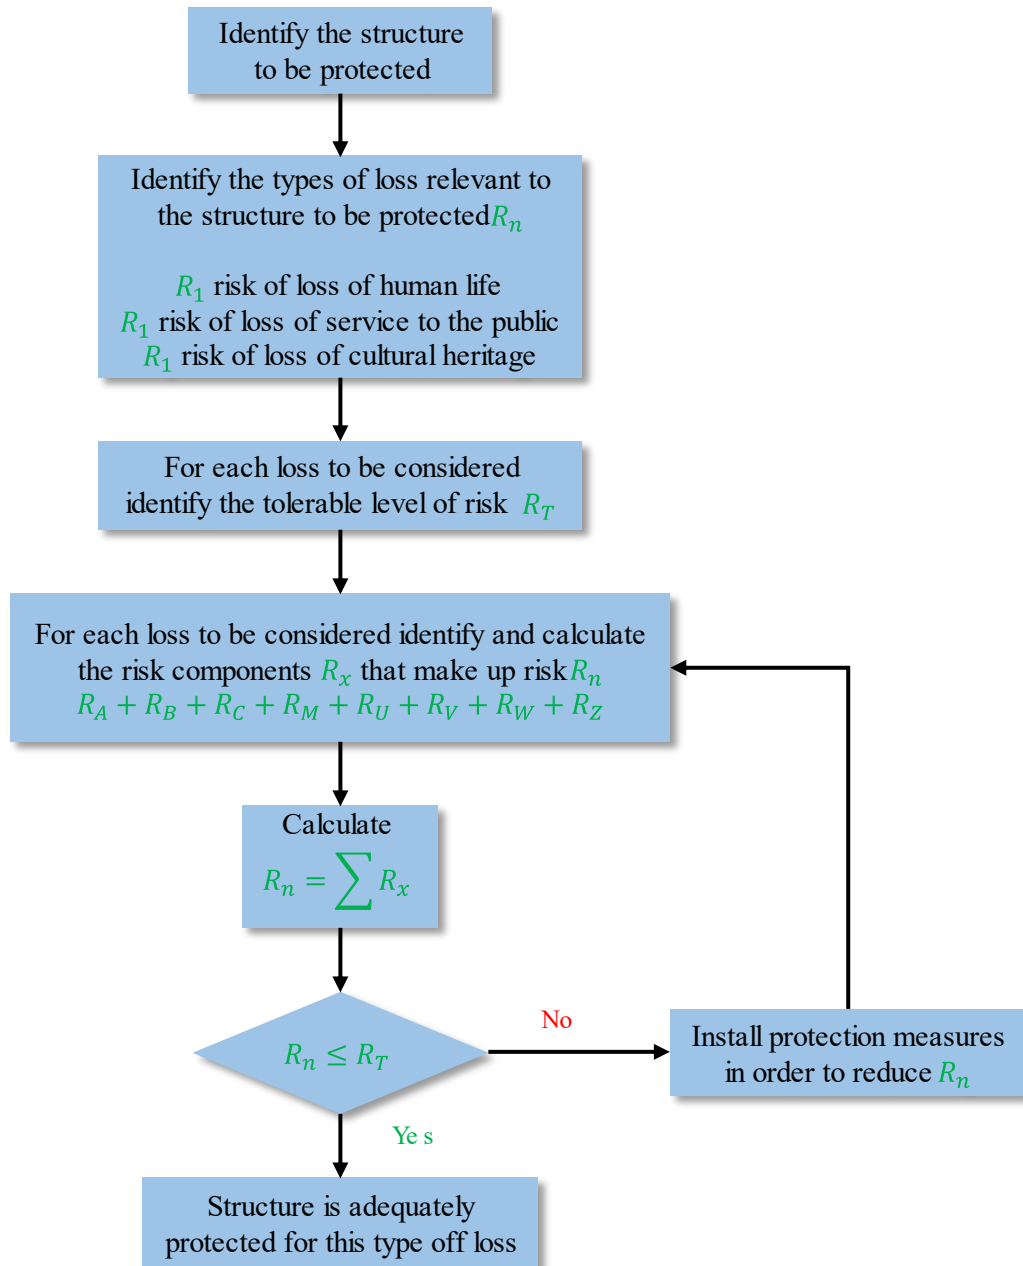 Identify the structure
to be protected
Identify the types of loss relevant to
the structure to be protected R_n
R_1 risk of loss of human life
R_1 risk of loss of service to the public
R_1 risk of loss of cultural heritage
For each loss to be considered
identify the tolerable level of risk R_T
For each loss to be considered identify and calculate
the risk components R_x that make up risk R_n
R_A + R_B + R_C + R_M + R_U + R_V + R_W + R_Z
Calculate
R_n = ∑ R_x
R_n ≤ R_T
No
Install protection measures
in order to reduce R_n
Ye s
Structure is adequately
protected for this type off loss